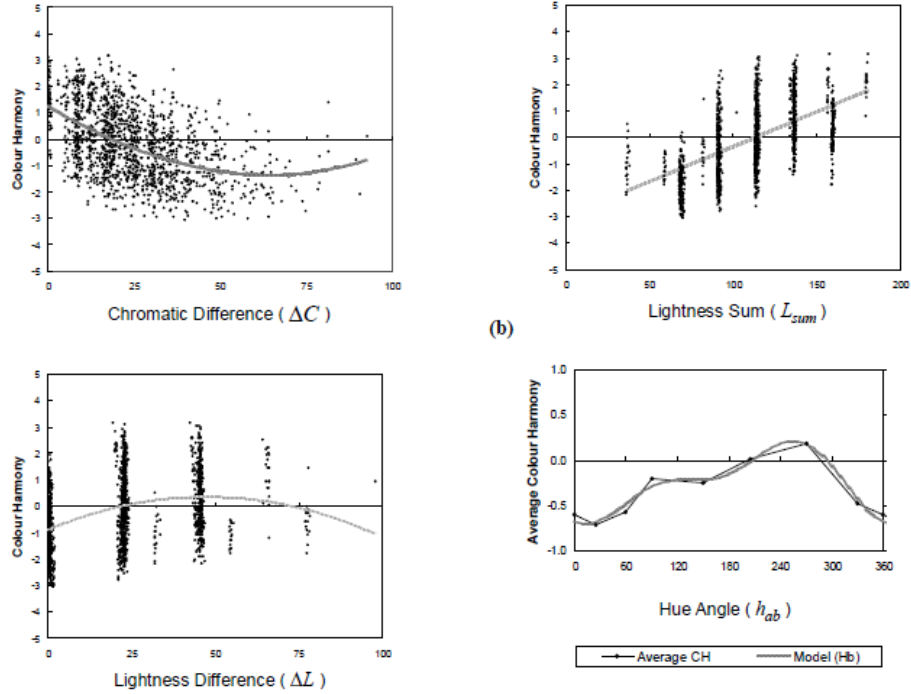 5
4
3
2
1
0
-1
-2
-3
-4
-5
Colour Harmony
0 25 50 75 100
Chromatic Difference ( ΔC )
5
4
3
2
1
0
-1
-2
-3
-4
-5
Colour Harmony
0 50 100 150 200
Lightness Sum ( L_sum )
(b)
5
4
3
2
1
0
-1
-2
-3
-4
-5
Colour Harmony
0 25 50 75 100
Lightness Difference ( ΔL )
1.0
0.5
0.0
-0.5
-1.0
Average Colour Harmony
0 60 120 180 240 300 360
Hue Angle ( h_ab )
Average CH Model (Hb)